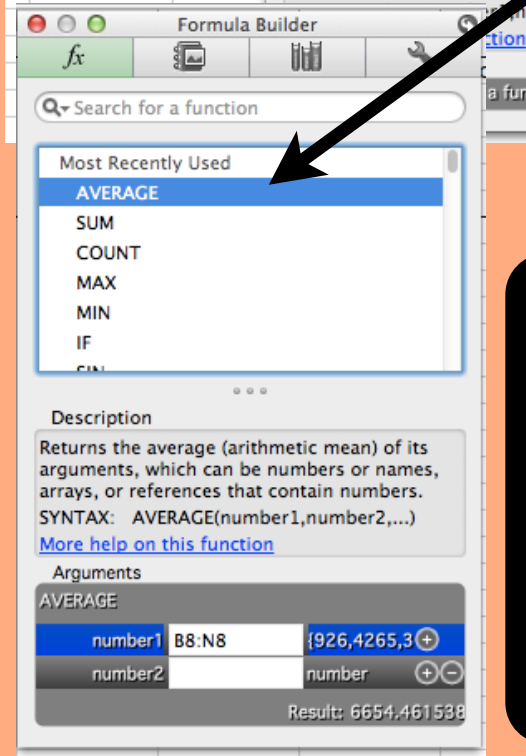 Formula Builder
fx
Search for a function
Most Recently Used
AVERAGE
SUM
COUNT
MAX
MIN
IF
Description
Returns the average (arithmetic mean) of its
arguments, which can be numbers or names,
arrays, or references that contain numbers.
SYNTAX: AVERAGE(number1,number2,...)
More help on this function
Arguments
AVERAGE
number1 B8:N8 {926,4265,3
number2 number
Result: 6654.461538
a fur